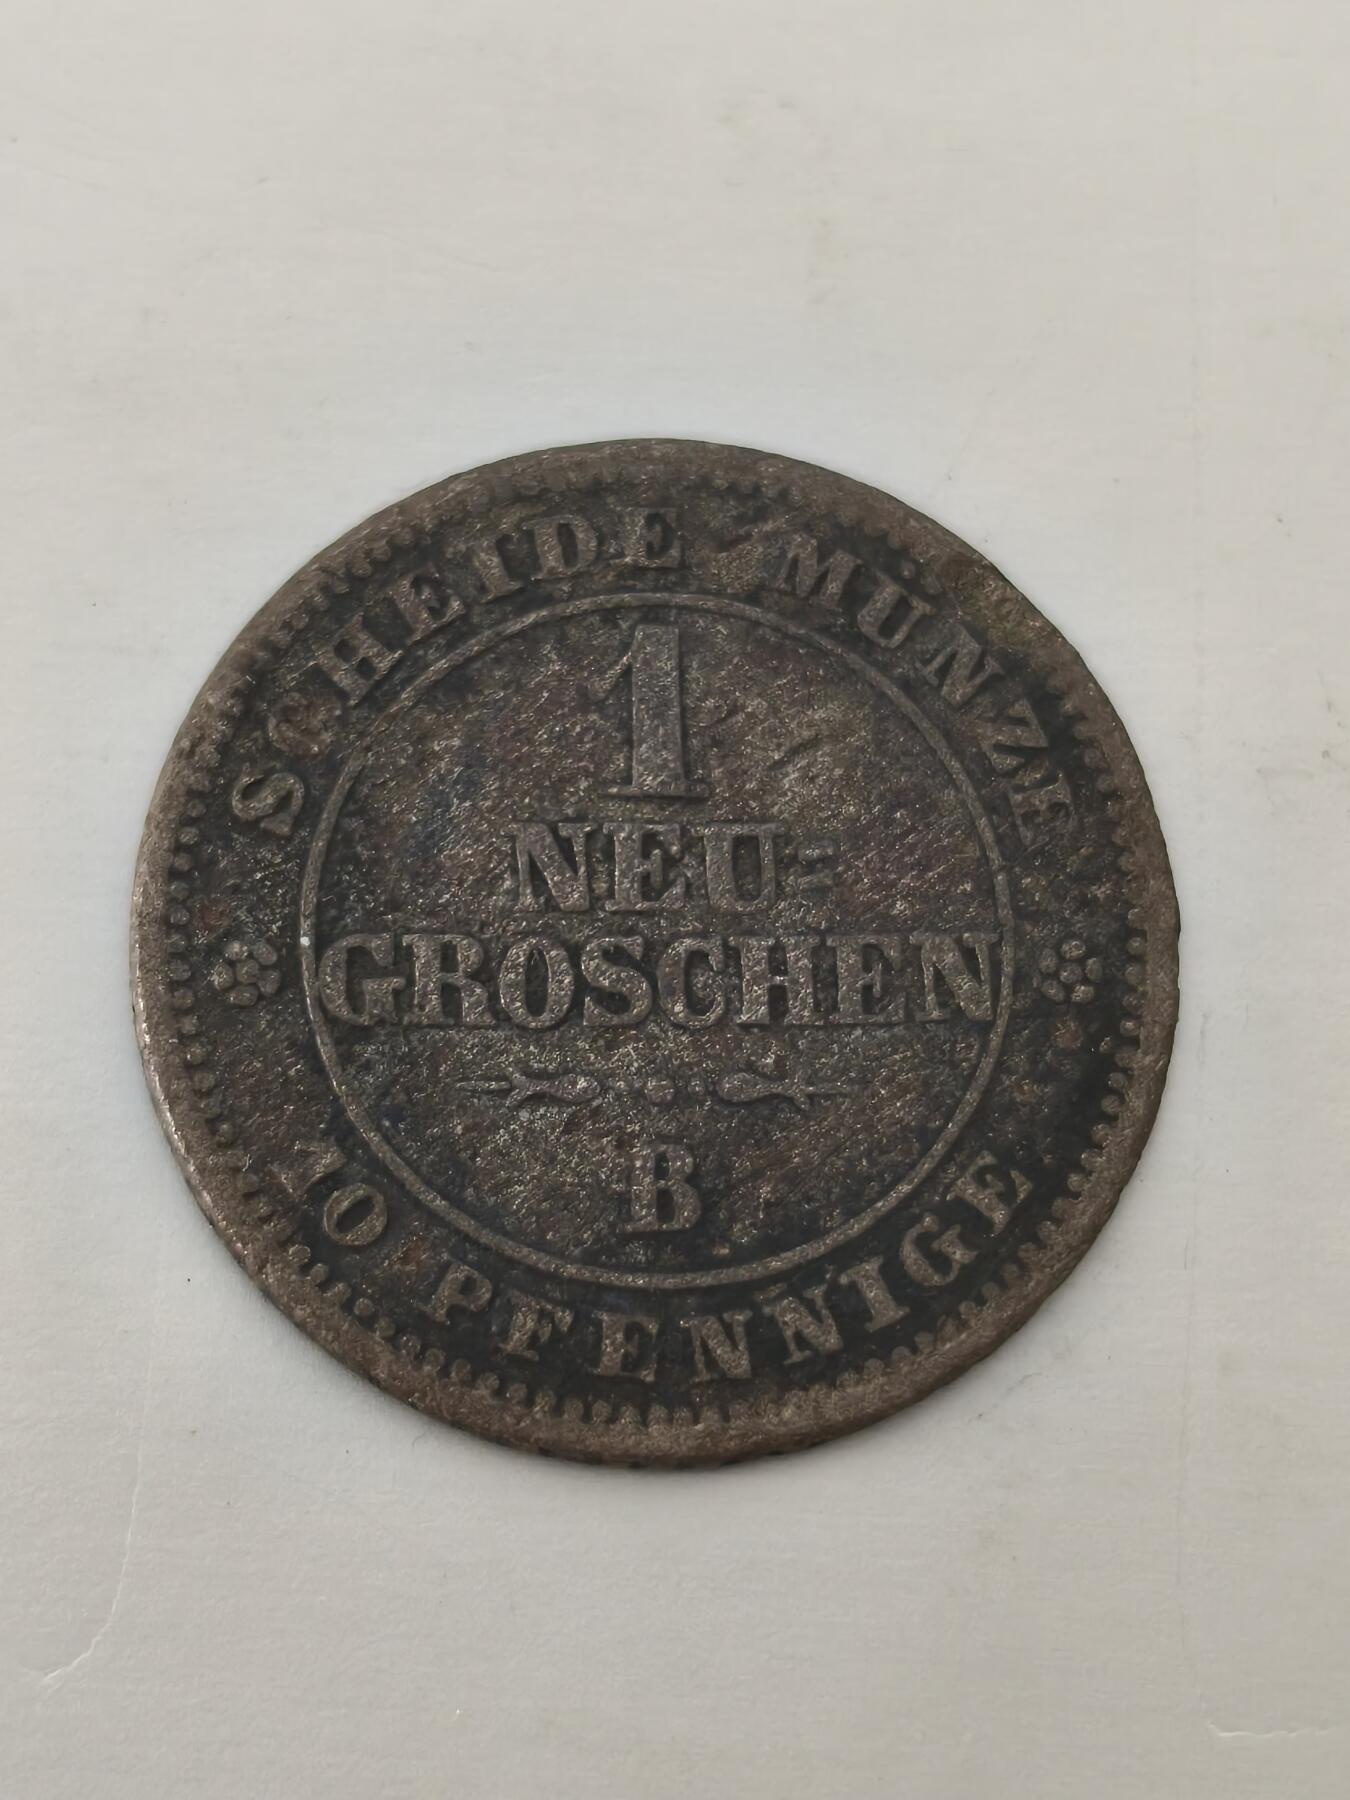 SCHEIDE MÜNZE
1
NEU=
GROSCHEN
B
10 PFENNIGE